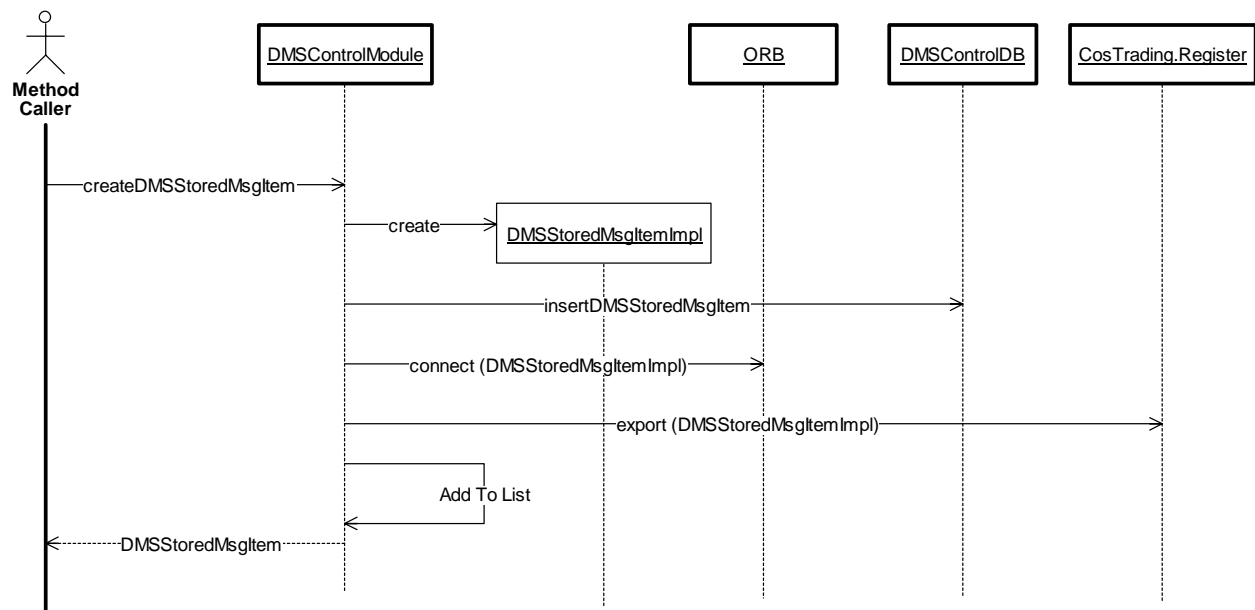 DMSControlModule
ORB
DMSControlDB
CosTrading.Register
Method
Caller
createDMSStoredMsgItem
create
DMSStoredMsgItemImpl
insertDMSStoredMsgItem
connect (DMSStoredMsgItemImpl)
export (DMSStoredMsgItemImpl)
Add To List
DMSStoredMsgItem